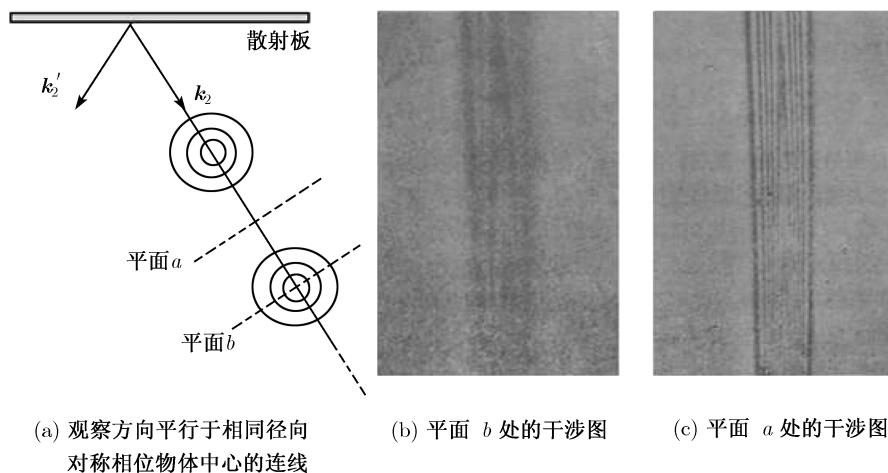 散射板
k₂′
k₂
平面a
平面b
(a) 观察方向平行于相同径向
对称相位物体中心的连线
(b) 平面 b 处的干涉图
(c) 平面 a 处的干涉图